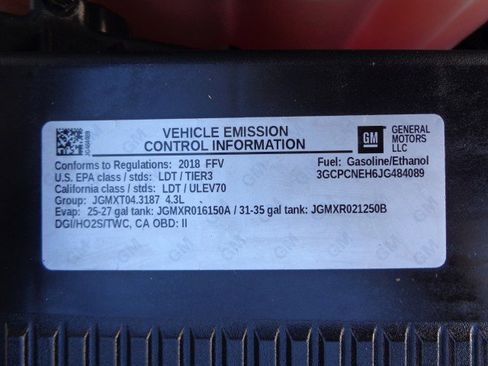 VEHICLE EMISSION
CONTROL INFORMATION
GM
GENERAL
MOTORS
LLC
Conforms to Regulations: 2018 FFV
Fuel: Gasoline/Ethanol
U.S. EPA class / stds: LDT / TIER3
3GCPCNEH6JG484089
California class / stds: LDT / ULEV70
Group: JGMXT04.3187 4.3L
Evap: 25-27 gal tank: JGMXR016150A / 31-35 gal tank: JGMXR021250B
DGI/HO2S/TWC, CA OBD: II